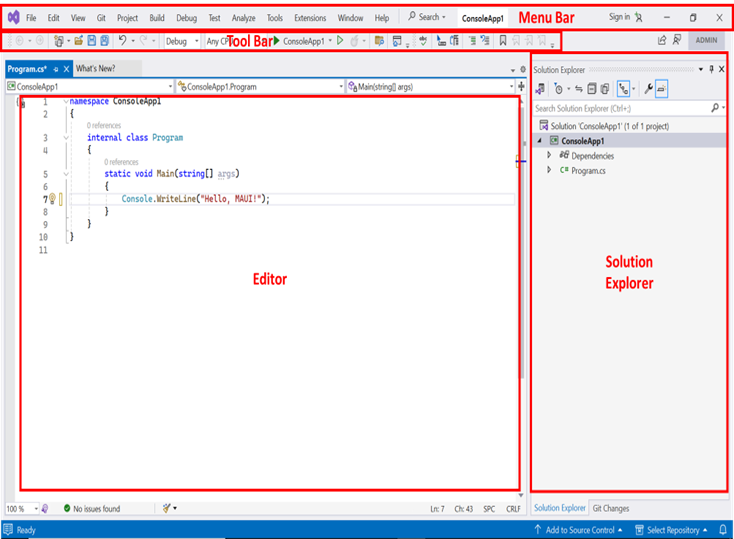 File Edit View Git Project Build Debug Test Analyze Tools Extensions Window Help Search ConsoleApp1 Menu Bar Sign in
Debug Any CP Tool Bar ConsoleApp1 ADMIN
Program.cs* What's New? Solution Explorer
ConsoleApp1 ConsoleApp1.Program Main(string[] args)
Search Solution Explorer (Ctrl+;)
Solution 'ConsoleApp1' (1 of 1 project)
ConsoleApp1
Dependencies
C# Program.cs
1 namespace ConsoleApp1
2 {
0 references
3 internal class Program
4 {
0 references
5 static void Main(string[] args)
6 {
7 Console.WriteLine("Hello, MAUI!");
8 }
9 }
10 }
11
Editor
Solution
Explorer
100 % No issues found Ln: 7 Ch: 43 SPC CRLF
Solution Explorer Git Changes
Ready Add to Source Control Select Repository